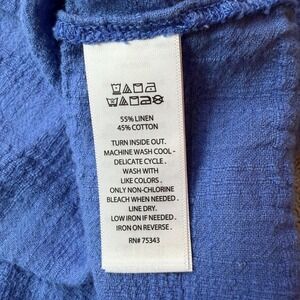 55% LINEN
45% COTTON
TURN INSIDE OUT.
MACHINE WASH COOL -
DELICATE CYCLE .
WASH WITH
LIKE COLORS .
ONLY NON-CHLORINE
BLEACH WHEN NEEDED .
LINE DRY.
LOW IRON IF NEEDED .
IRON ON REVERSE .
RN# 75343